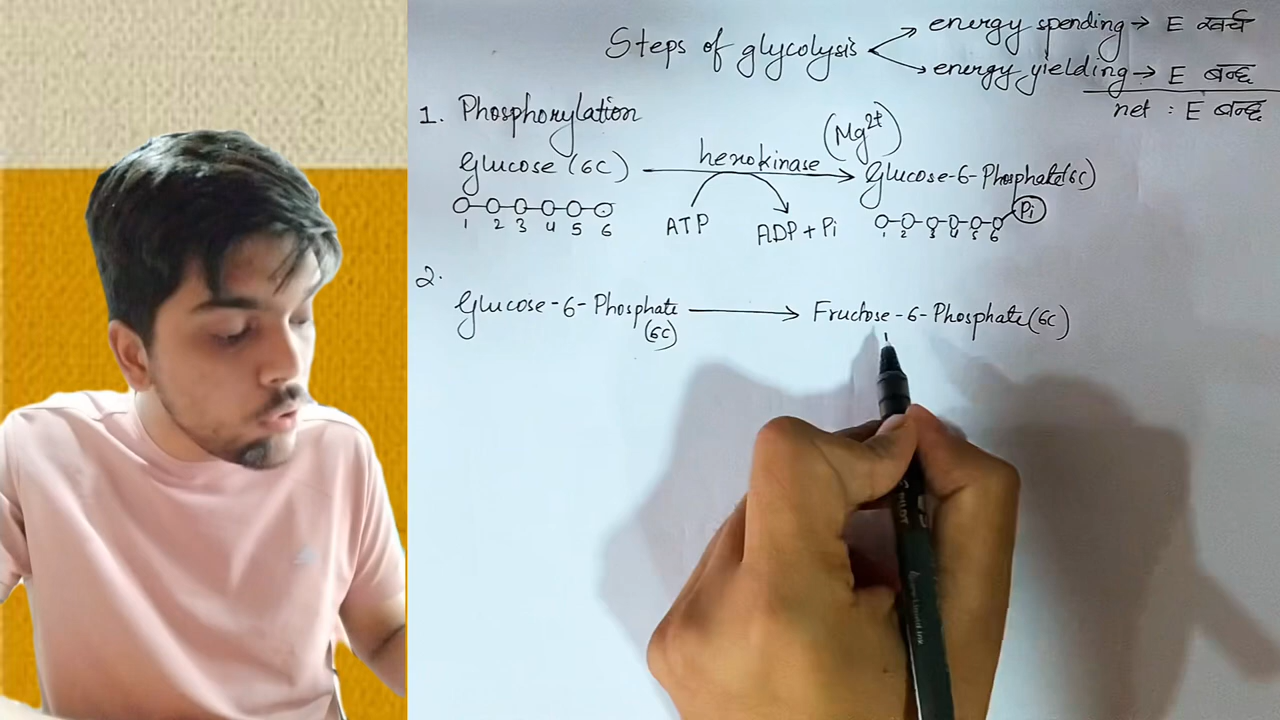 Steps of glycolysis
energy spending → E खर्च
energy yielding → E बन्छ
net : E बन्छ
1. Phosphorylation
Glucose (6C) hexokinase (Mg²⁺) Glucose-6-Phosphate(6C)
ATP ADP + Pi
1 2 3 4 5 6
Pi
1 2 3 4 5 6
2.
Glucose-6-Phosphate (6C) → Fructose-6-Phosphate (6C)